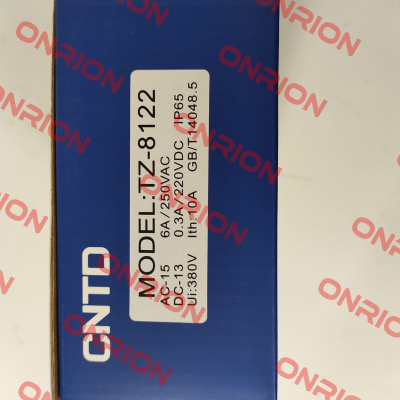 CNTD
MODEL:TZ-8122
AC-15 6A/250VAC
DC-13 0.3A/220VDC IP65
Ui:380V Ith:10A GB/T14048.5
ONRION
ONRION
ONRION
ONRION
ONRION
ONRION
ONRION
ONRION